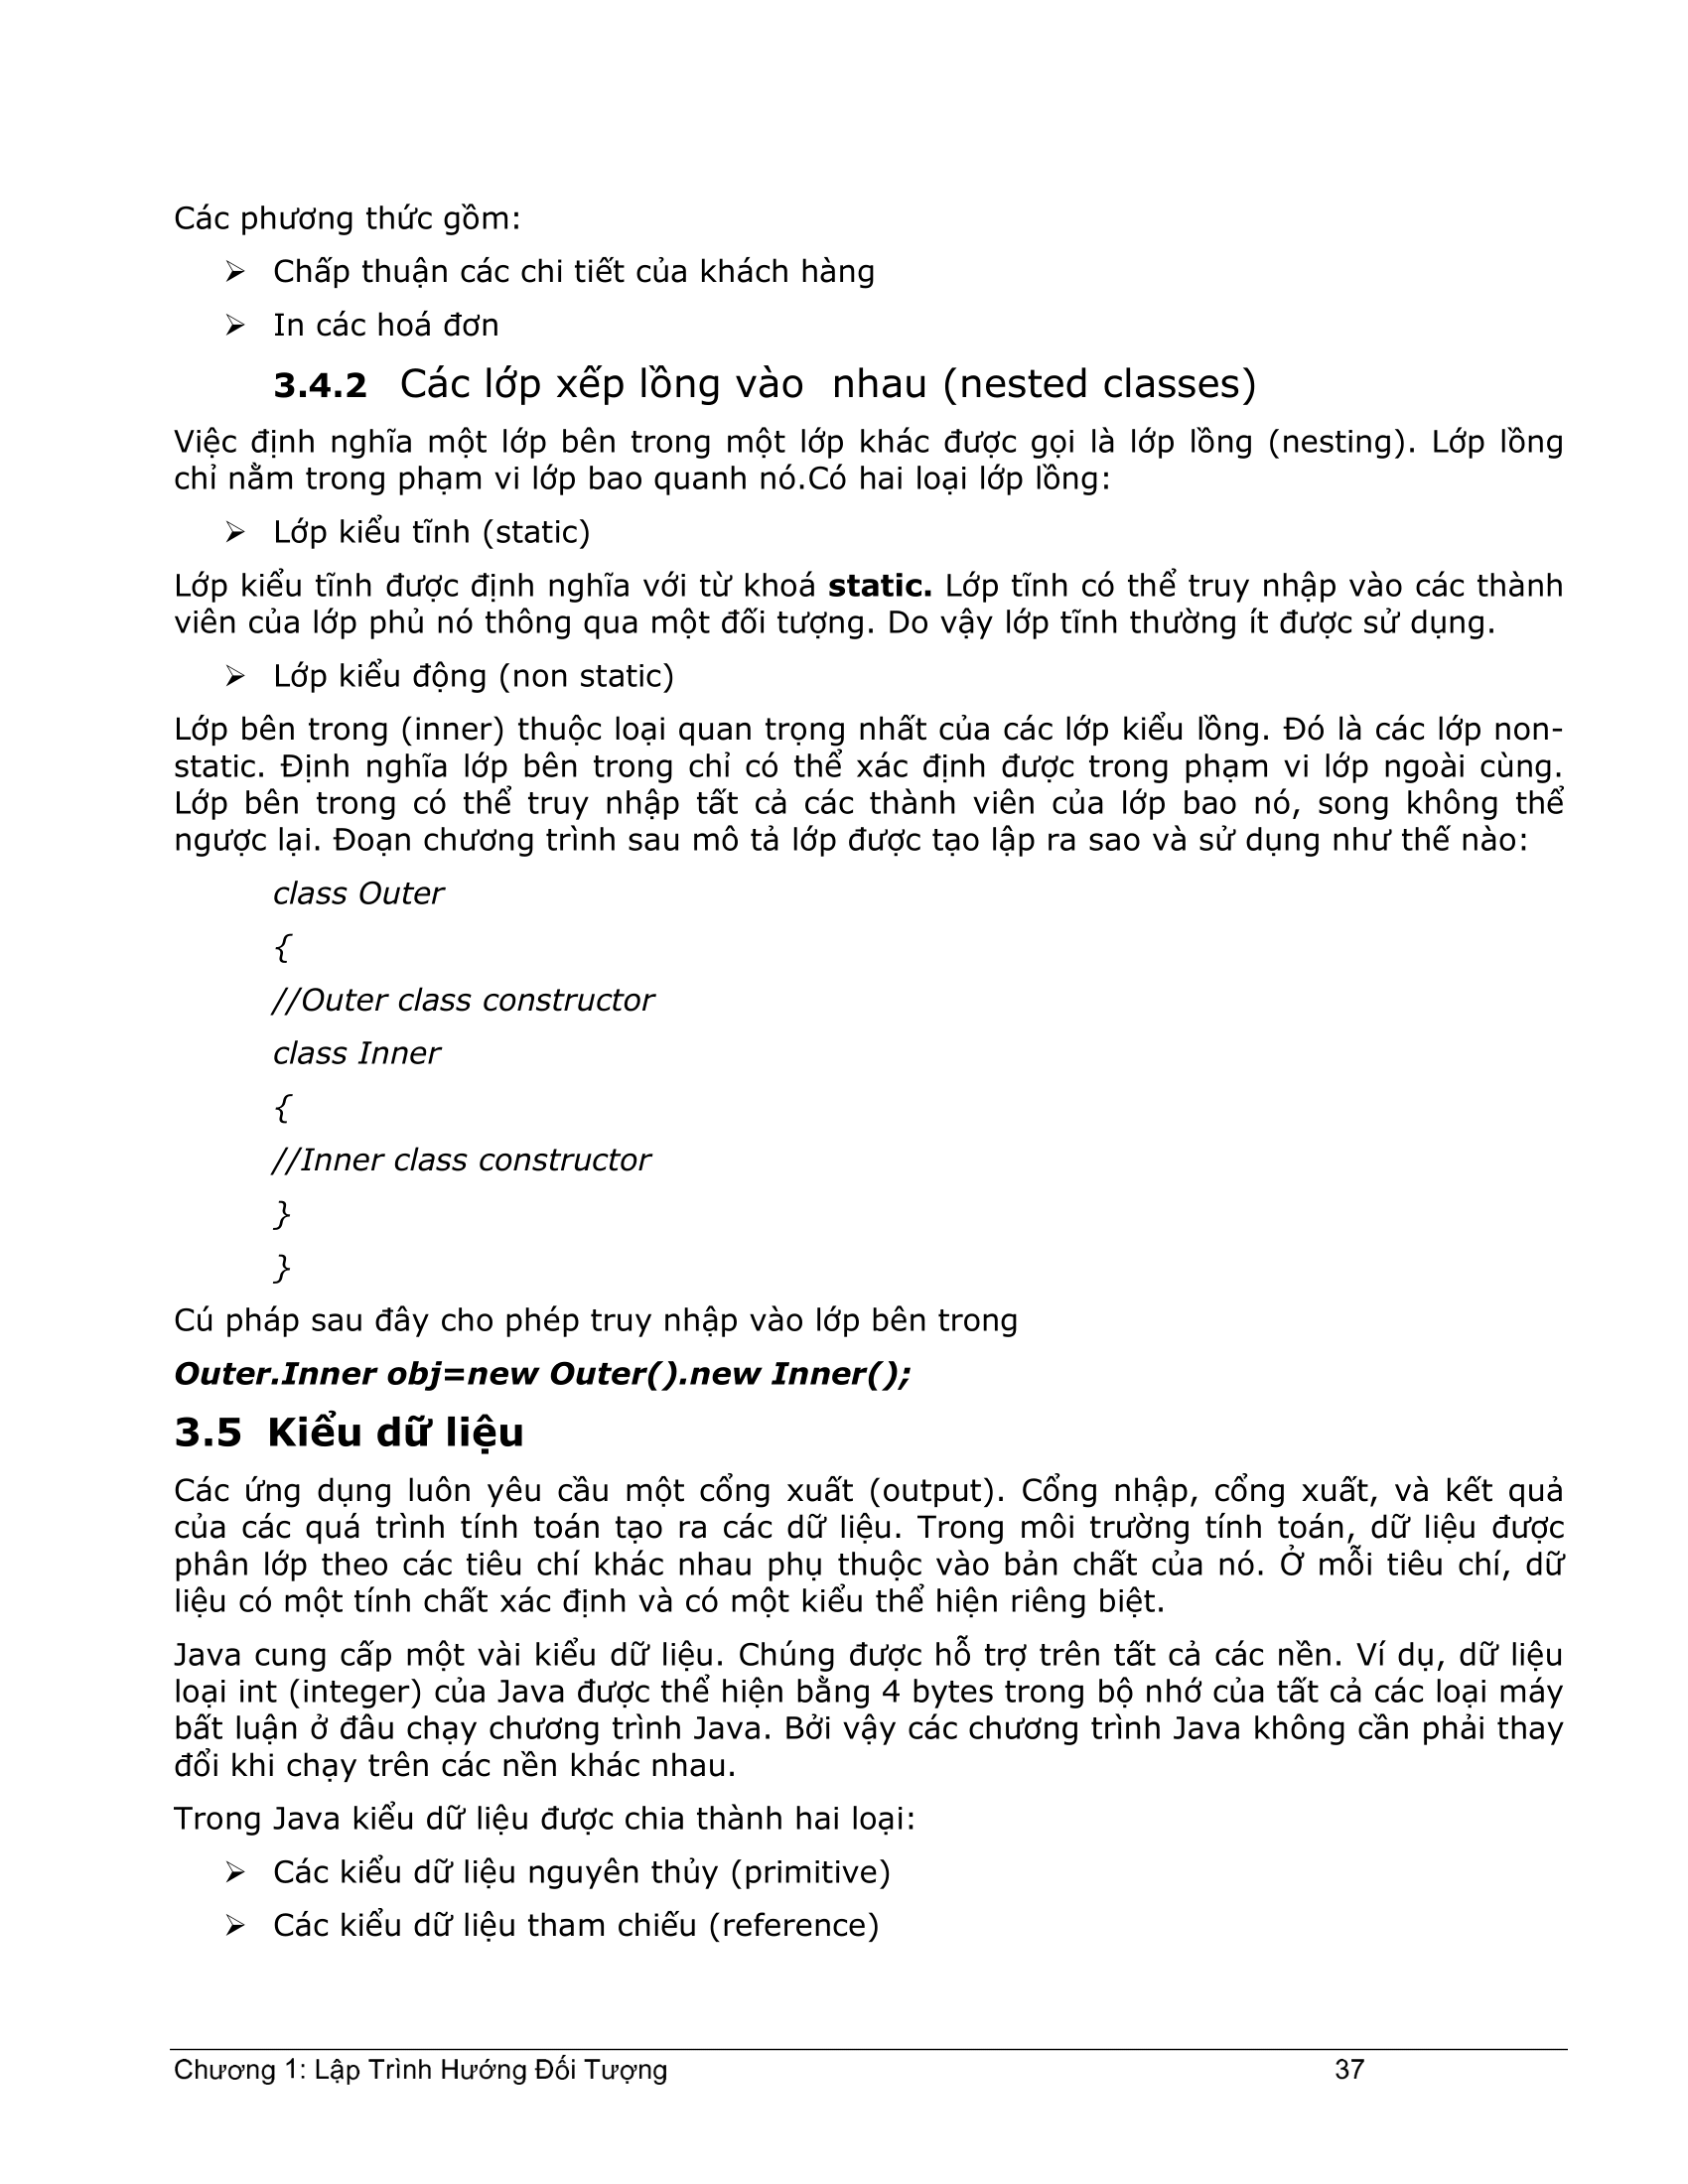 Các phương thức gồm:
➢ Chấp thuận các chi tiết của khách hàng
➢ In các hoá đơn
3.4.2 Các lớp xếp lồng vào nhau (nested classes)
Việc định nghĩa một lớp bên trong một lớp khác được gọi là lớp lồng (nesting). Lớp lồng
chỉ nằm trong phạm vi lớp bao quanh nó.Có hai loại lớp lồng:
➢ Lớp kiểu tĩnh (static)
Lớp kiểu tĩnh được định nghĩa với từ khoá static. Lớp tĩnh có thể truy nhập vào các thành
viên của lớp phủ nó thông qua một đối tượng. Do vậy lớp tĩnh thường ít được sử dụng.
➢ Lớp kiểu động (non static)
Lớp bên trong (inner) thuộc loại quan trọng nhất của các lớp kiểu lồng. Đó là các lớp non-
static. Định nghĩa lớp bên trong chỉ có thể xác định được trong phạm vi lớp ngoài cùng.
Lớp bên trong có thể truy nhập tất cả các thành viên của lớp bao nó, song không thể
ngược lại. Đoạn chương trình sau mô tả lớp được tạo lập ra sao và sử dụng như thế nào:
class Outer
{
//Outer class constructor
class Inner
{
//Inner class constructor
}
}
Cú pháp sau đây cho phép truy nhập vào lớp bên trong
Outer.Inner obj=new Outer().new Inner();
3.5 Kiểu dữ liệu
Các ứng dụng luôn yêu cầu một cổng xuất (output). Cổng nhập, cổng xuất, và kết quả
của các quá trình tính toán tạo ra các dữ liệu. Trong môi trường tính toán, dữ liệu được
phân lớp theo các tiêu chí khác nhau phụ thuộc vào bản chất của nó. Ở mỗi tiêu chí, dữ
liệu có một tính chất xác định và có một kiểu thể hiện riêng biệt.
Java cung cấp một vài kiểu dữ liệu. Chúng được hỗ trợ trên tất cả các nền. Ví dụ, dữ liệu
loại int (integer) của Java được thể hiện bằng 4 bytes trong bộ nhớ của tất cả các loại máy
bất luận ở đâu chạy chương trình Java. Bởi vậy các chương trình Java không cần phải thay
đổi khi chạy trên các nền khác nhau.
Trong Java kiểu dữ liệu được chia thành hai loại:
➢ Các kiểu dữ liệu nguyên thủy (primitive)
➢ Các kiểu dữ liệu tham chiếu (reference)
Chương 1: Lập Trình Hướng Đối Tượng 37